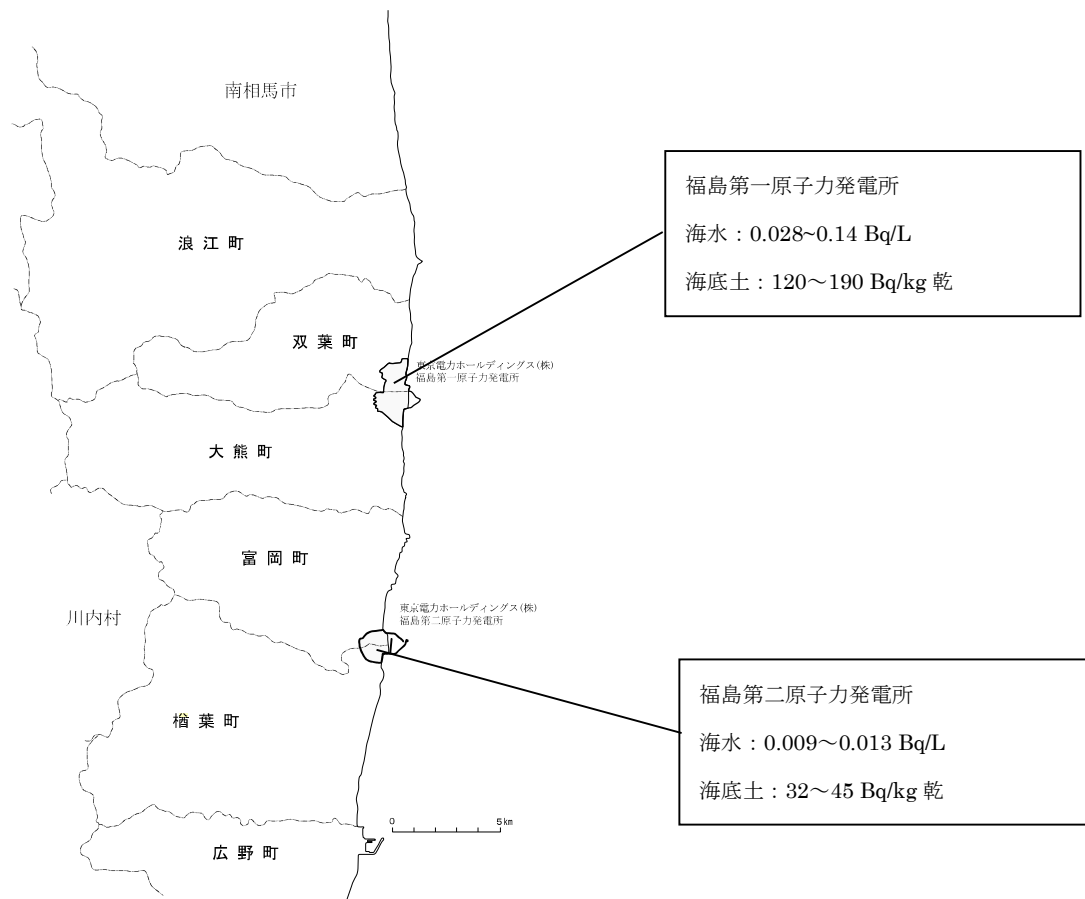 南相馬市
福島第一原子力発電所
海水：0.028~0.14 Bq/L
海底土：120～190 Bq/kg 乾
浪江町
双葉町
東京電力ホールディングス(株)
福島第一原子力発電所
大熊町
富岡町
東京電力ホールディングス(株)
福島第二原子力発電所
川内村
福島第二原子力発電所
海水：0.009～0.013 Bq/L
海底土：32～45 Bq/kg 乾
楢葉町
0 5km
広野町